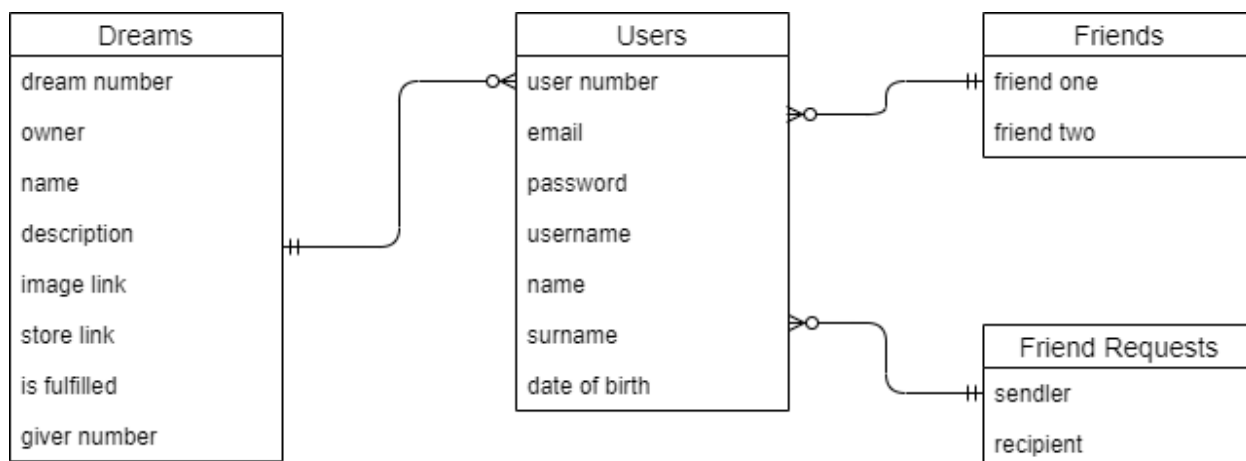 Dreams
dream number
owner
name
description
image link
store link
is fulfilled
giver number
Users
user number
email
password
username
name
surname
date of birth
Friends
friend one
friend two
Friend Requests
sendler
recipient